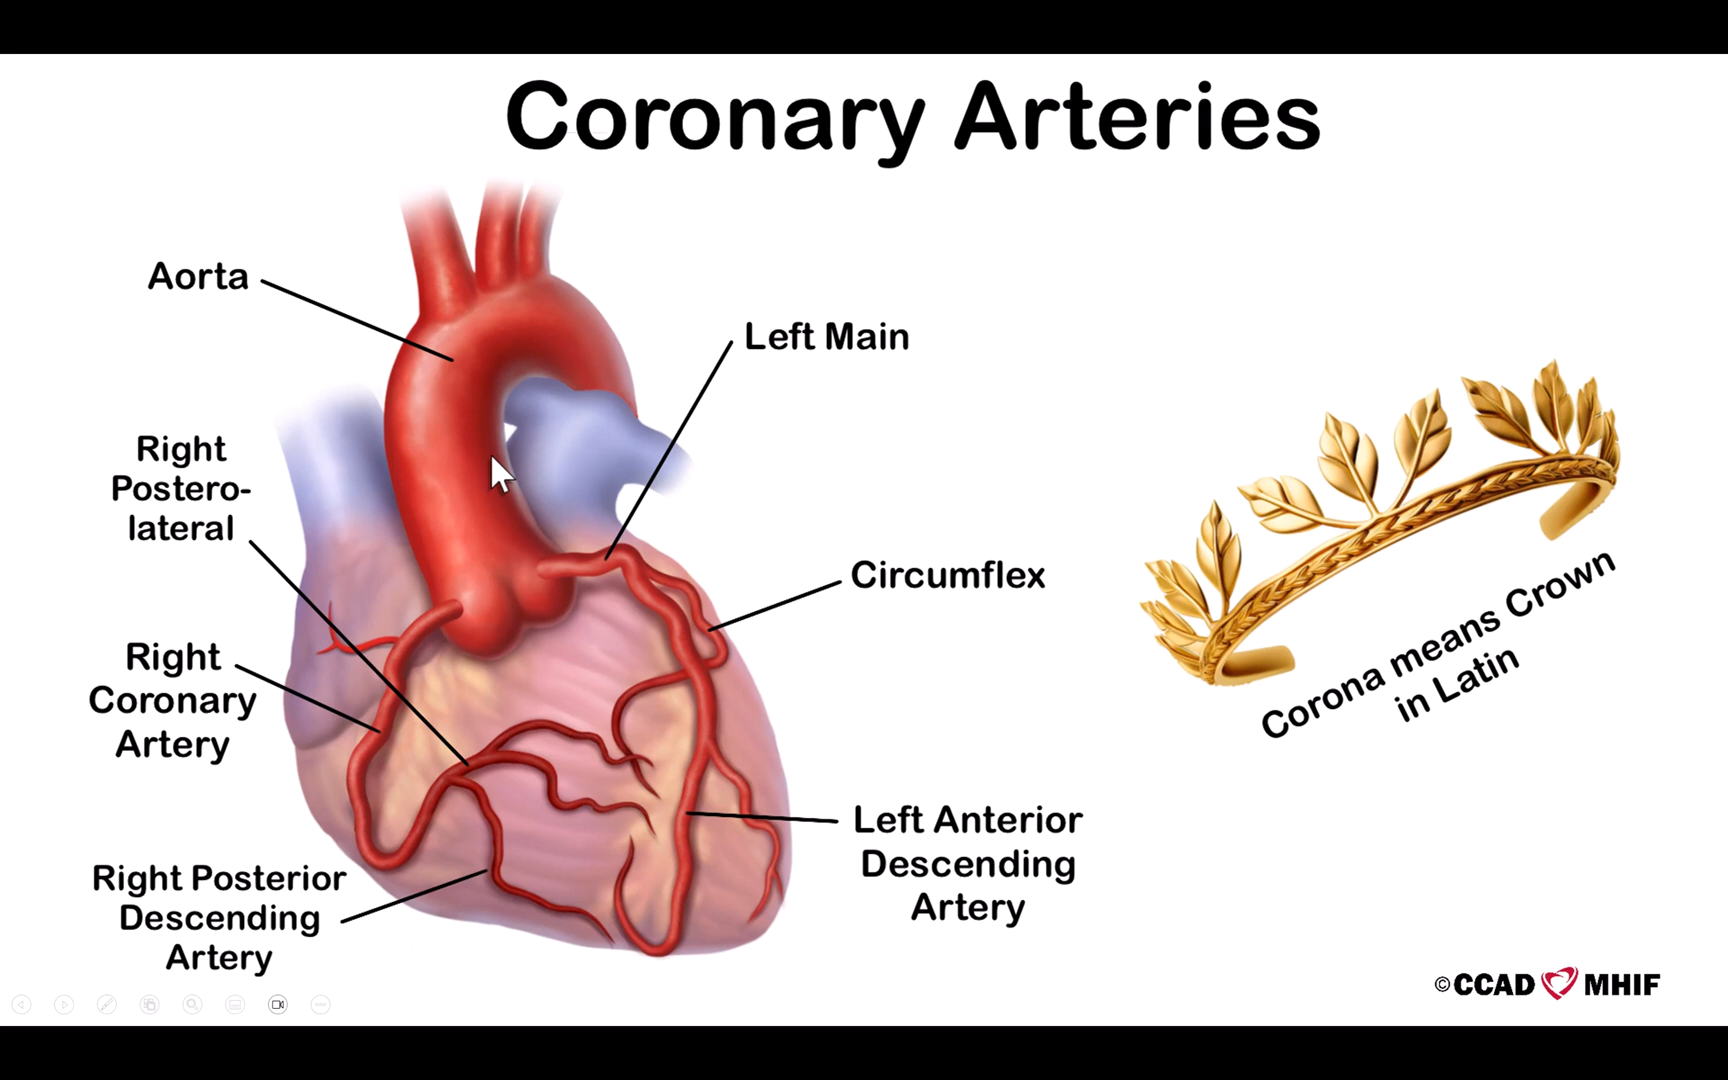 Coronary Arteries
Aorta
Left Main
Right
Postero-
lateral
Circumflex
Right
Coronary
Artery
Corona means Crown
in Latin
Left Anterior
Descending
Artery
Right Posterior
Descending
Artery
©CCAD MHIF